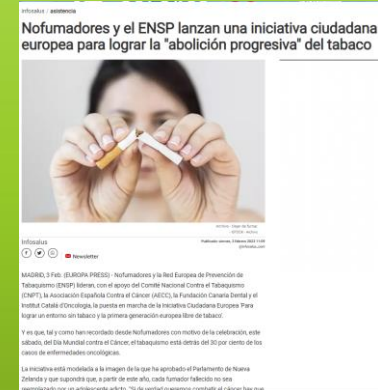 infosalus / asistencia
Nofumadores y el ENSP lanzan una iniciativa ciudadana
europea para lograr la "abolición progresiva" del tabaco
Infosalus
Newsletter
MADRID, 3 Feb. (EUROPA PRESS) - Nofumadores y la Red Europea de Prevención de
Tabaquismo (ENSP) lideran, con el apoyo del Comité Nacional Contra el Tabaquismo
(CNPT), la Asociación Española Contra el Cáncer (AECC), la Fundación Canaria Dental y el
Institut Català d'Oncologia, la puesta en marcha de la Iniciativa Ciudadana Europea 'Para
lograr un entorno sin tabaco y la primera generación europea libre de tabaco'.
Y es que, tal y como han recordado desde Nofumadores con motivo de la celebración, este
sábado, del Día Mundial contra el Cáncer, el tabaquismo está detrás del 30 por ciento de los
casos de enfermedades oncológicas.
La iniciativa está modelada a la imagen de la que ha aprobado el Parlamento de Nueva
Zelanda y que supondrá que, a partir de este año, cada fumador fallecido no sea